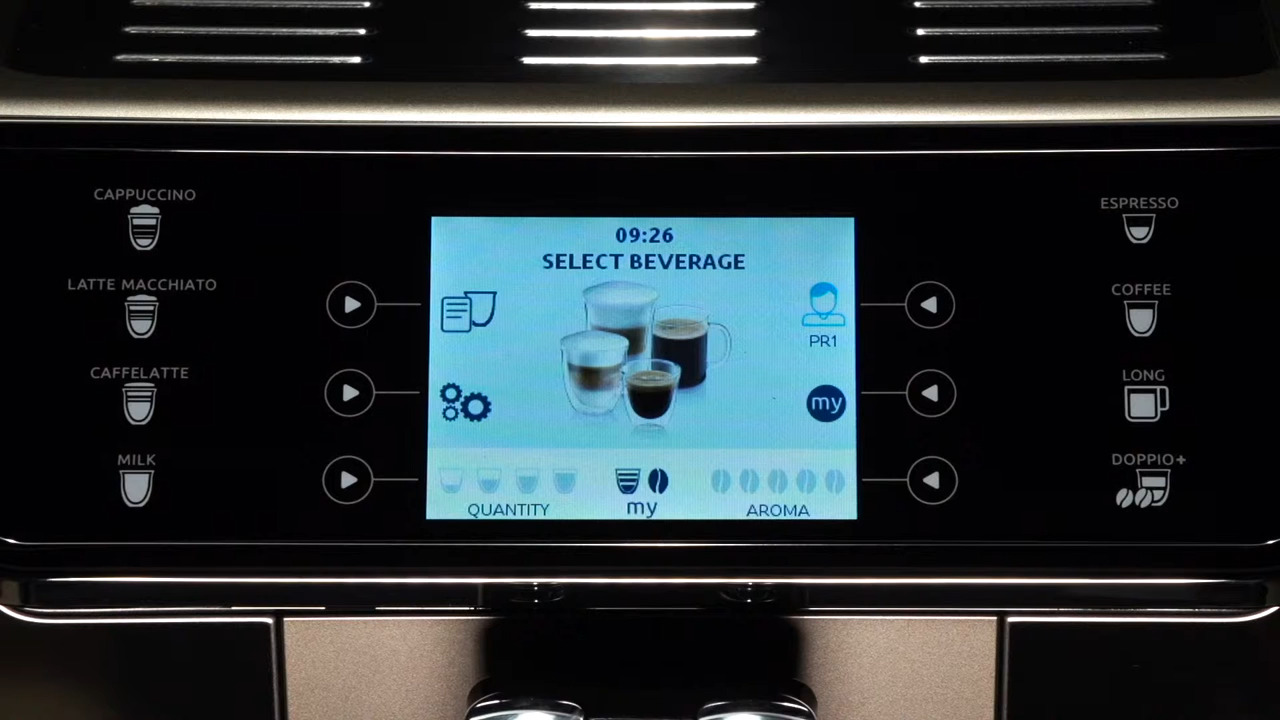 CAPPUCCINO
LATTE MACCHIATO
CAFFELATTE
MILK
09:26
SELECT BEVERAGE
PR1
my
QUANTITY
my
AROMA
ESPRESSO
COFFEE
LONG
DOPPIO+